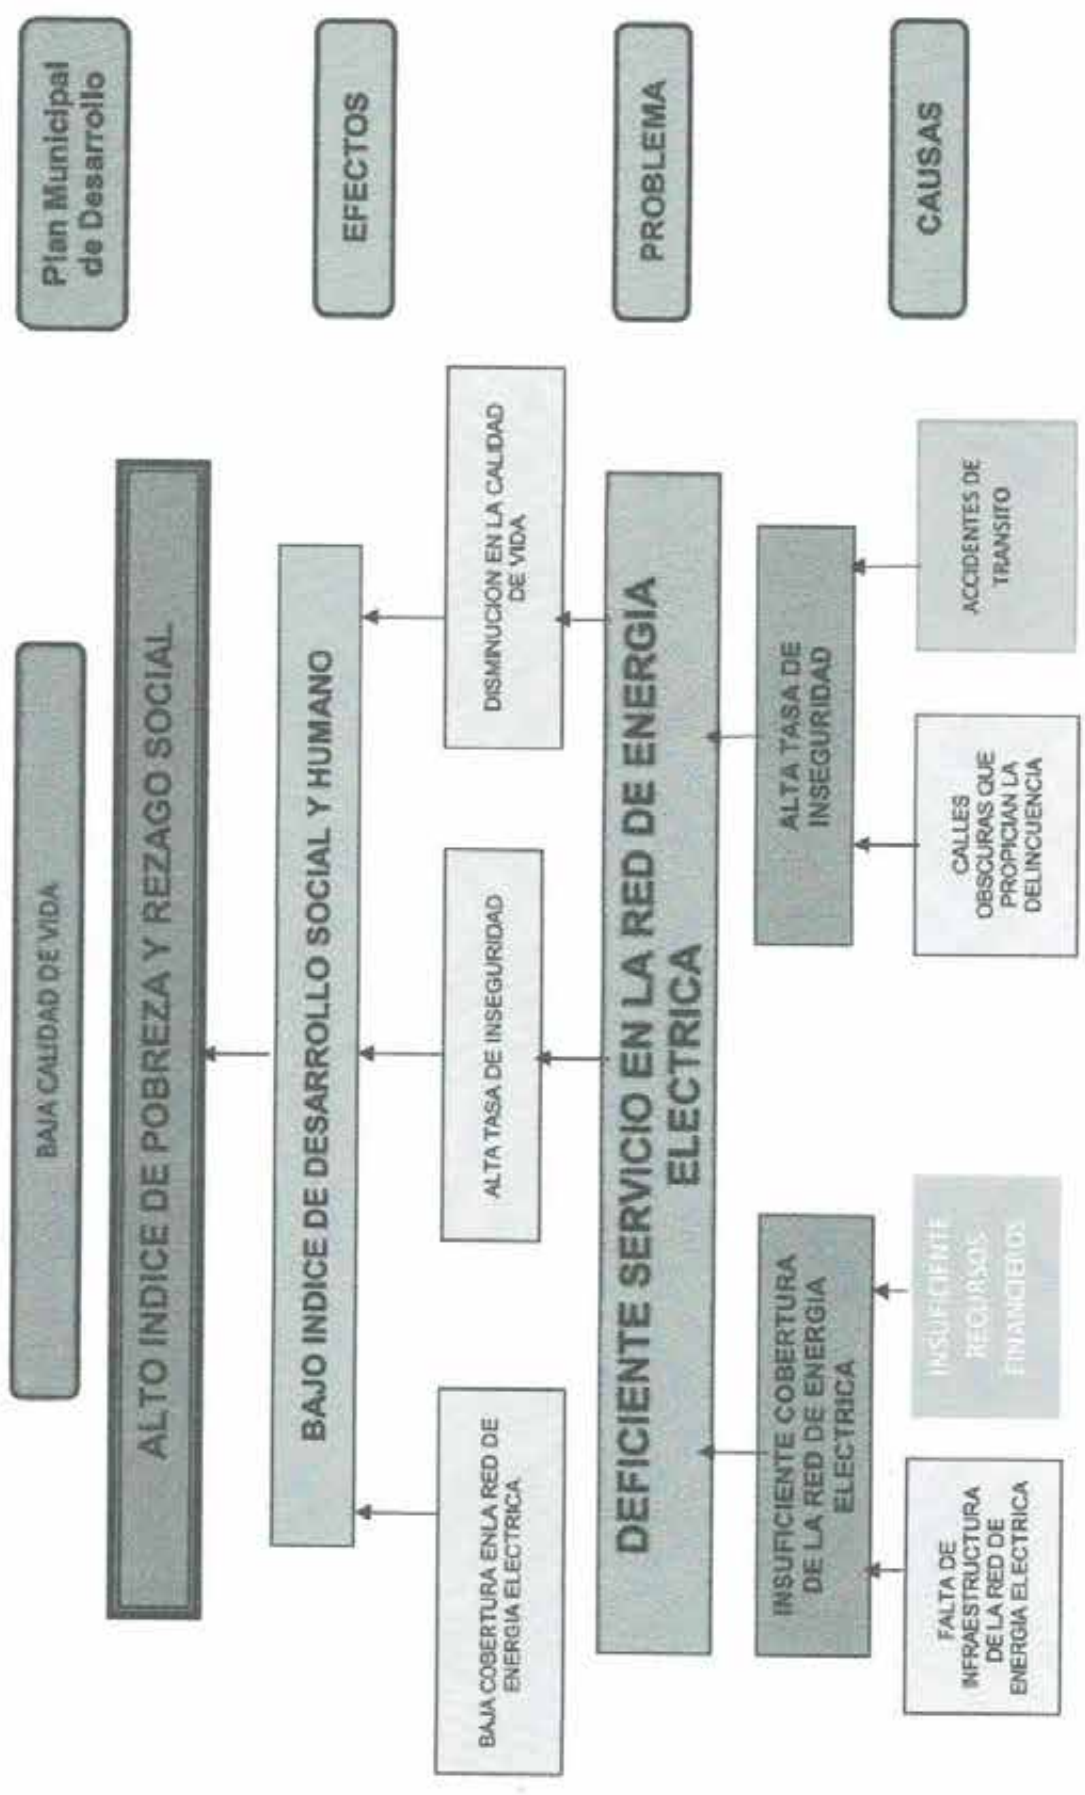 BAJA CALIDAD DE VIDA
Plan Municipal
de Desarrollo
ALTO INDICE DE POBREZA Y REZAGO SOCIAL
BAJO INDICE DE DESARROLLO SOCIAL Y HUMANO
EFECTOS
BAJA COBERTURA ENLA RED DE
ENERGIA ELECTRICA
ALTA TASA DE INSEGURIDAD
DISMINUCION EN LA CALIDAD
DE VIDA
DEFICIENTE SERVICIO EN LA RED DE ENERGIA
ELECTRICA
PROBLEMA
INSUFICIENTE COBERTURA
DE LA RED DE ENERGIA
ELECTRICA
ALTA TASA DE
INSEGURIDAD
CAUSAS
FALTA DE
INFRAESTRUCTURA
DE LA RED DE
ENERGIA ELECTRICA
INSUFICIENTE
RECURSOS
FINANCIEROS
CALLES
OBSCURAS QUE
PROPICIAN LA
DELINCUENCIA
ACCIDENTES DE
TRANSITO